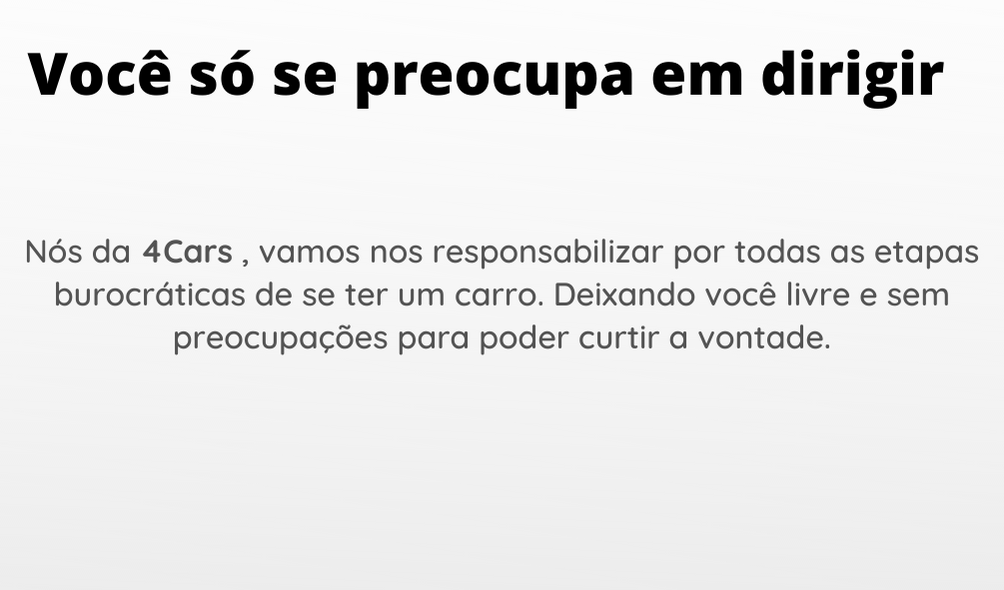 Você só se preocupa em dirigir
Nós da 4Cars , vamos nos responsabilizar por todas as etapas
burocráticas de se ter um carro. Deixando você livre e sem
preocupações para poder curtir a vontade.